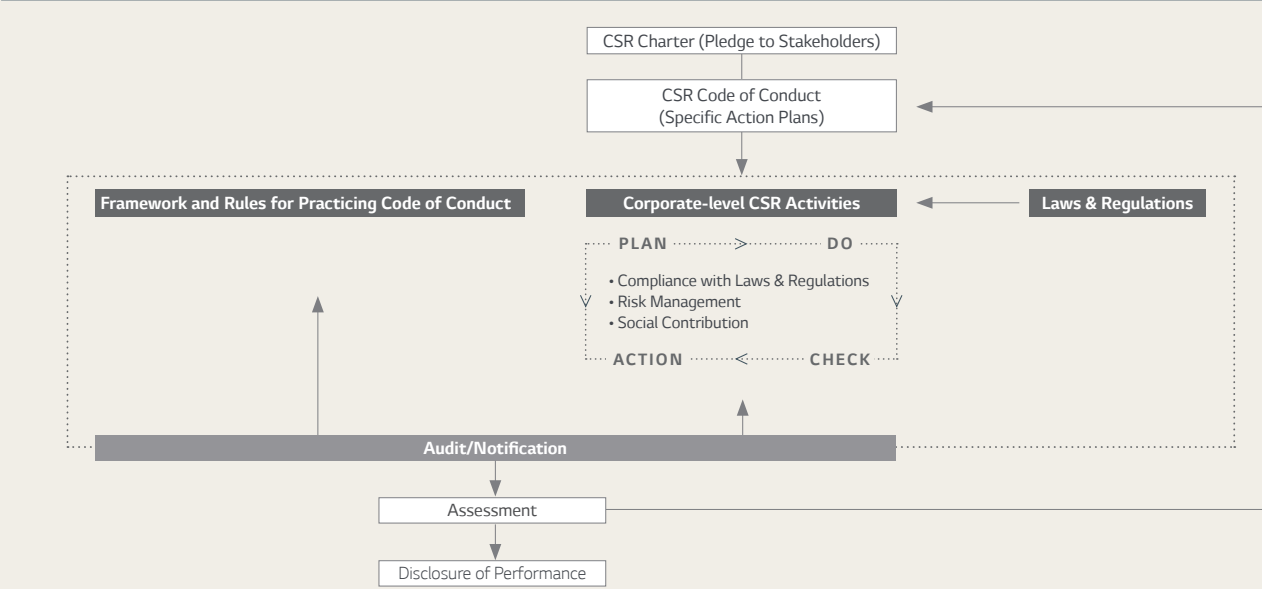 CSR Charter (Pledge to Stakeholders)
CSR Code of Conduct
(Specific Action Plans)
Framework and Rules for Practicing Code of Conduct
Corporate-level CSR Activities
Laws & Regulations
PLAN
DO
• Compliance with Laws & Regulations
• Risk Management
• Social Contribution
ACTION
CHECK
Audit/Notification
Assessment
Disclosure of Performance